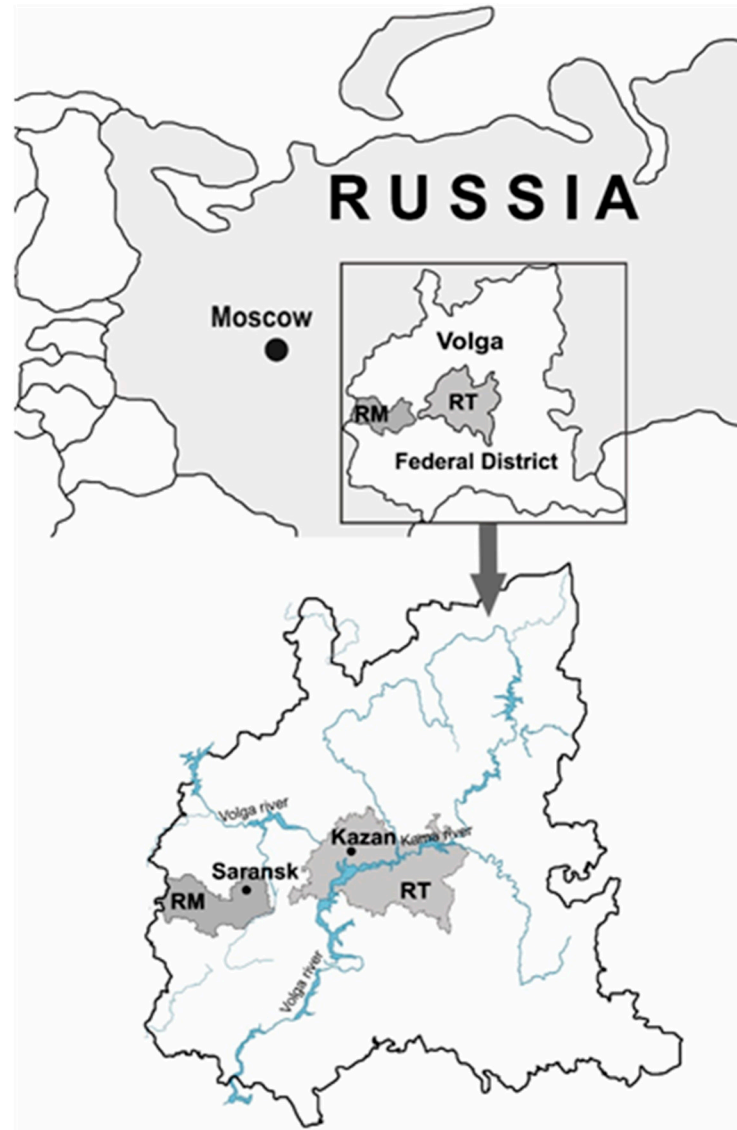 RUSSIA
Moscow
Volga
RM
RT
Federal District
Volga river
Kazan
Kama river
Saransk
RM
RT
Volga river